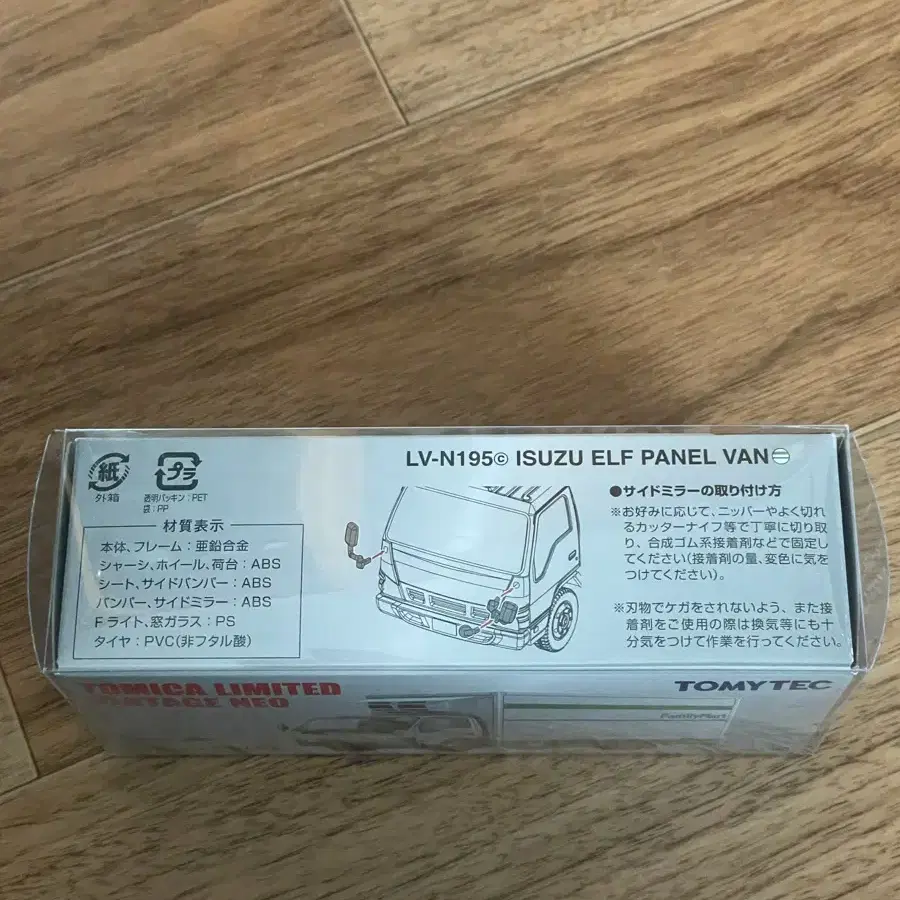 紙
外箱
プラ
透明パッキン：PET
袋：PP
材質表示
本体、フレーム：亜鉛合金
シャーシ、ホイール、荷台：ABS
シート、サイドバンパー：ABS
バンパー、サイドミラー：ABS
Fライト、窓ガラス：PS
タイヤ：PVC(非フタル酸)
LV-N195© ISUZU ELF PANEL VAN
●サイドミラーの取り付け方
※お好みに応じて、ニッパーやよく切れ
るカッターナイフ等で丁寧に切り取
り、合成ゴム系接着剤などで固定し
てください(接着剤の量、変色に気を
つけてください)。
※刃物でケガをされないよう、また接
着剤をご使用の際は換気等にも十
分気をつけて作業を行ってください。
TOMICA LIMITED
VINTAGE NEO
TOMYTEC
FamilyMart